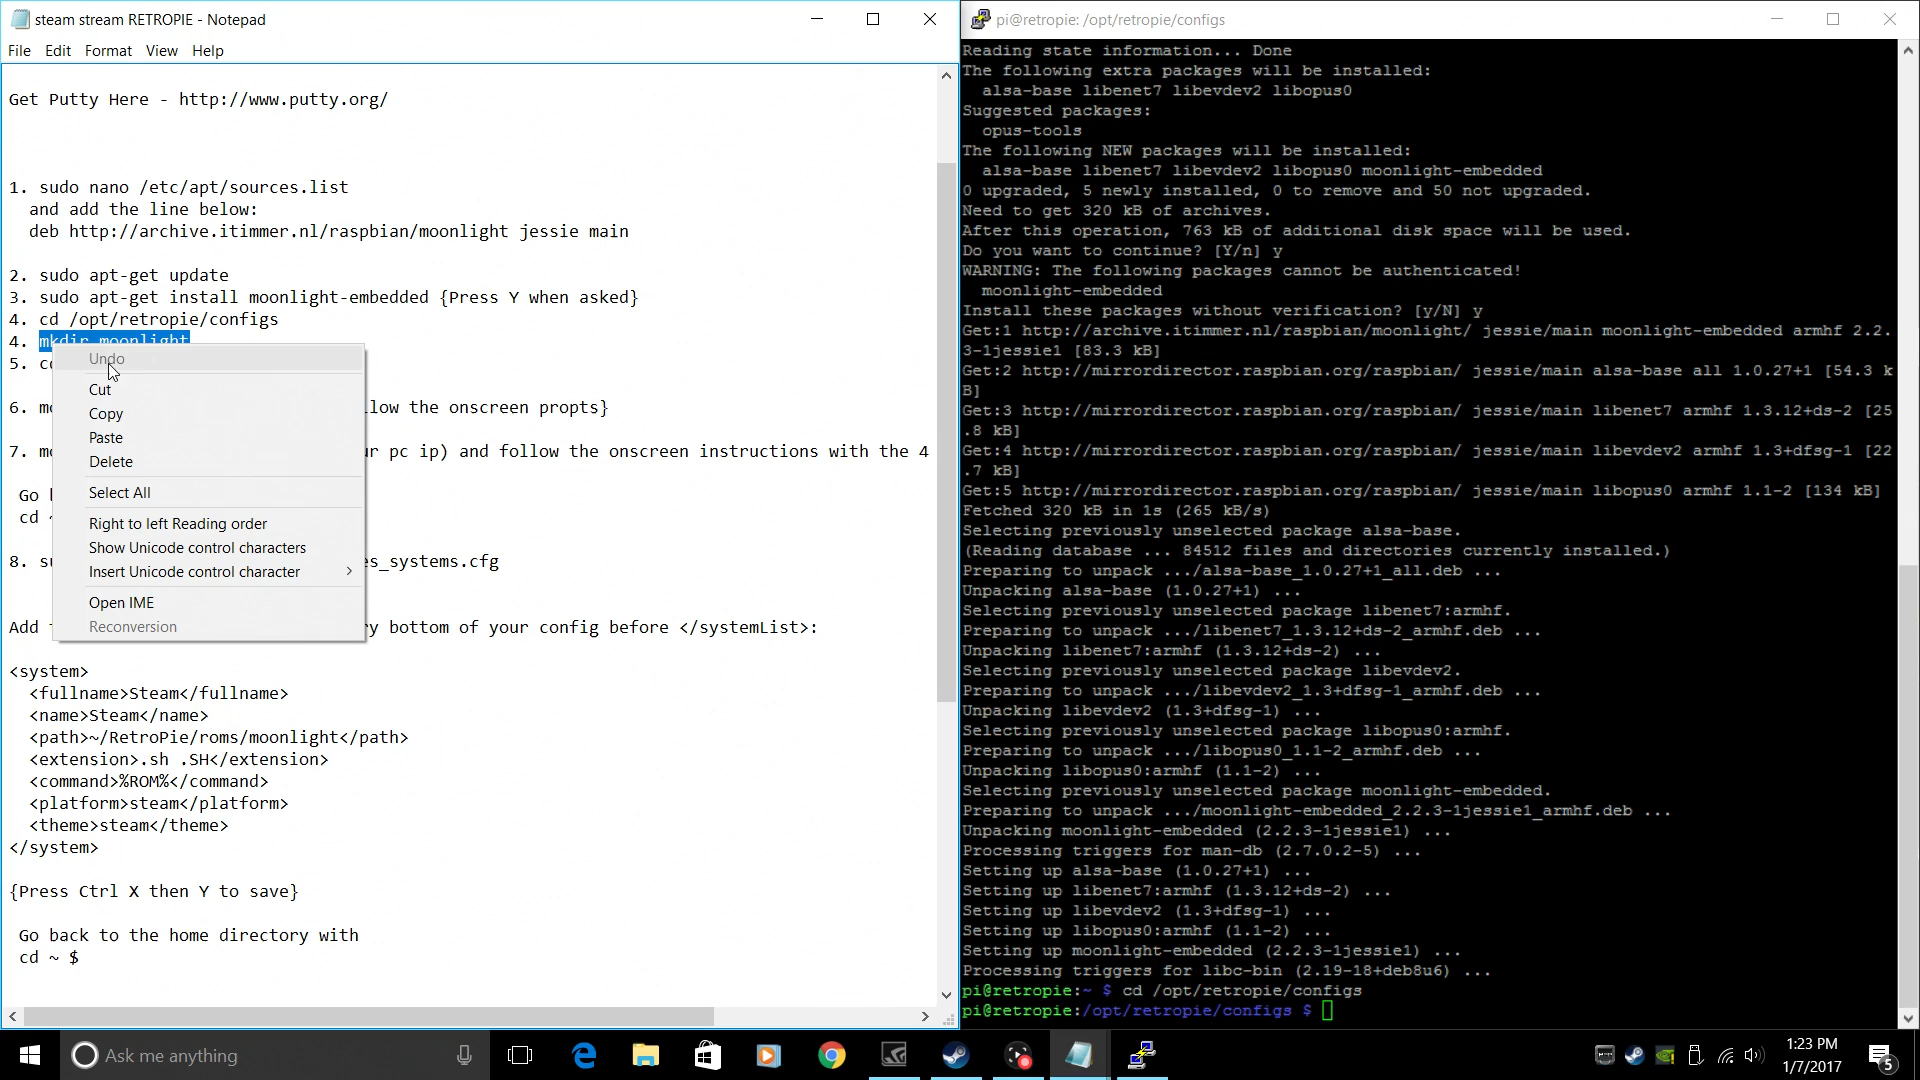 steam stream RETROPIE - Notepad
File Edit Format View Help
Get Putty Here - http://www.putty.org/
1. sudo nano /etc/apt/sources.list
and add the line below:
deb http://archive.itimmer.nl/raspbian/moonlight jessie main
2. sudo apt-get update
3. sudo apt-get install moonlight-embedded {Press Y when asked}
4. cd /opt/retropie/configs
4. mkdir moonlight
5. c
6. m llow the onscreen propts}
7. m ur pc ip) and follow the onscreen instructions with the 4
Go
cd ~
8. su es_systems.cfg
Add y bottom of your config before </systemList>:
<system>
<fullname>Steam</fullname>
<name>Steam</name>
<path>~/RetroPie/roms/moonlight</path>
<extension>.sh .SH</extension>
<command>%ROM%</command>
<platform>steam</platform>
<theme>steam</theme>
</system>
{Press Ctrl X then Y to save}
Go back to the home directory with
cd ~ $
Undo
Cut
Copy
Paste
Delete
Select All
Right to left Reading order
Show Unicode control characters
Insert Unicode control character
Open IME
Reconversion
pi@retropie: /opt/retropie/configs
Reading state information... Done
The following extra packages will be installed:
alsa-base libenet7 libevdev2 libopus0
Suggested packages:
opus-tools
The following NEW packages will be installed:
alsa-base libenet7 libevdev2 libopus0 moonlight-embedded
0 upgraded, 5 newly installed, 0 to remove and 50 not upgraded.
Need to get 320 kB of archives.
After this operation, 763 kB of additional disk space will be used.
Do you want to continue? [Y/n] y
WARNING: The following packages cannot be authenticated!
moonlight-embedded
Install these packages without verification? [y/N] y
Get:1 http://archive.itimmer.nl/raspbian/moonlight/ jessie/main moonlight-embedded armhf 2.2.
3-1jessie1 [83.3 kB]
Get:2 http://mirrordirector.raspbian.org/raspbian/ jessie/main alsa-base all 1.0.27+1 [54.3 k
B]
Get:3 http://mirrordirector.raspbian.org/raspbian/ jessie/main libenet7 armhf 1.3.12+ds-2 [25
.8 kB]
Get:4 http://mirrordirector.raspbian.org/raspbian/ jessie/main libevdev2 armhf 1.3+dfsg-1 [22
.7 kB]
Get:5 http://mirrordirector.raspbian.org/raspbian/ jessie/main libopus0 armhf 1.1-2 [134 kB]
Fetched 320 kB in 1s (265 kB/s)
Selecting previously unselected package alsa-base.
(Reading database ... 84512 files and directories currently installed.)
Preparing to unpack .../alsa-base_1.0.27+1_all.deb ...
Unpacking alsa-base (1.0.27+1) ...
Selecting previously unselected package libenet7:armhf.
Preparing to unpack .../libenet7_1.3.12+ds-2_armhf.deb ...
Unpacking libenet7:armhf (1.3.12+ds-2) ...
Selecting previously unselected package libevdev2.
Preparing to unpack .../libevdev2_1.3+dfsg-1_armhf.deb ...
Unpacking libevdev2 (1.3+dfsg-1) ...
Selecting previously unselected package libopus0:armhf.
Preparing to unpack .../libopus0_1.1-2_armhf.deb ...
Unpacking libopus0:armhf (1.1-2) ...
Selecting previously unselected package moonlight-embedded.
Preparing to unpack .../moonlight-embedded_2.2.3-1jessie1_armhf.deb ...
Unpacking moonlight-embedded (2.2.3-1jessie1) ...
Processing triggers for man-db (2.7.0.2-5) ...
Setting up alsa-base (1.0.27+1) ...
Setting up libenet7:armhf (1.3.12+ds-2) ...
Setting up libevdev2 (1.3+dfsg-1) ...
Setting up libopus0:armhf (1.1-2) ...
Setting up moonlight-embedded (2.2.3-1jessie1) ...
Processing triggers for libc-bin (2.19-18+deb8u6) ...
pi@retropie:~ $ cd /opt/retropie/configs
pi@retropie:/opt/retropie/configs $
Ask me anything
1:23 PM
1/7/2017
5